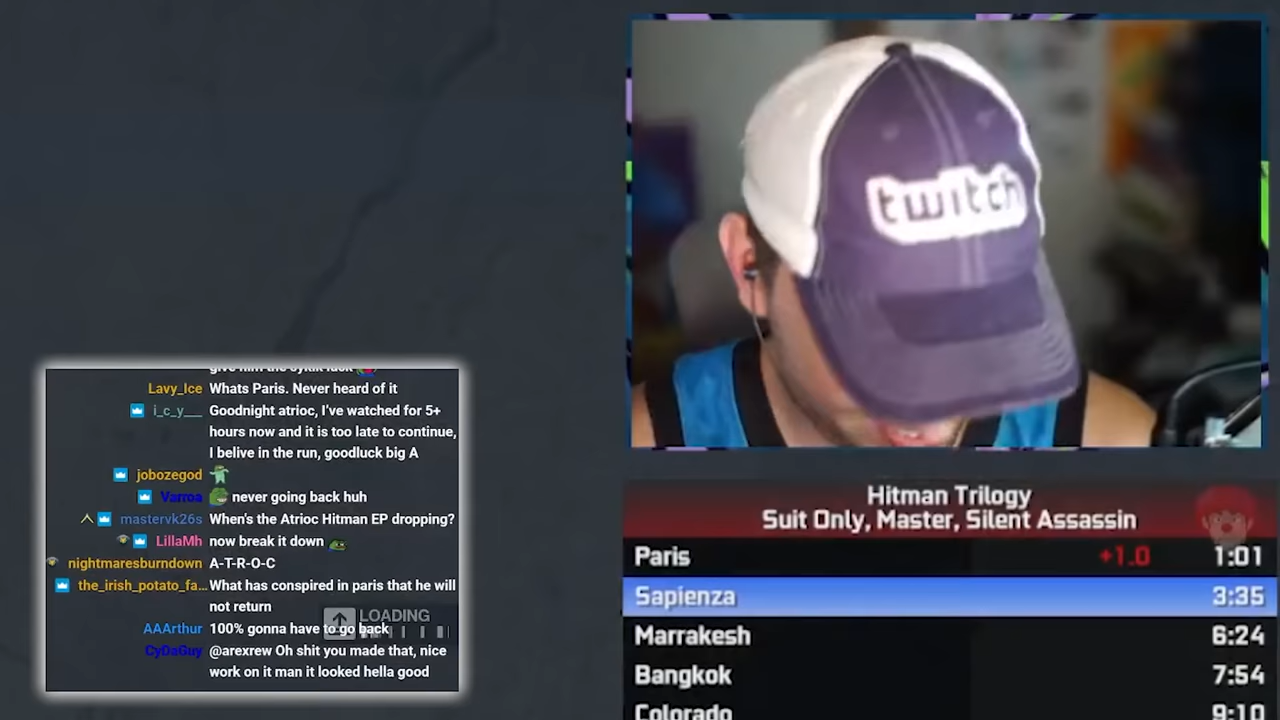 twitch
Lavy_Ice Whats Paris. Never heard of it
i_c_y___ Goodnight atrioc, I've watched for 5+
hours now and it is too late to continue,
I belive in the run, goodluck big A
jobozegod
Varroa never going back huh
mastervk26s When's the Atrioc Hitman EP dropping?
LillaMh now break it down
nightmaresburndown A-T-R-O-C
the_irish_potato_fa... What has conspired in paris that he will
not return
LOADING
AAArthur 100% gonna have to go back
CyDaGuy @arexrew Oh shit you made that, nice
work on it man it looked hella good
Hitman Trilogy
Suit Only, Master, Silent Assassin
Paris +1.0 1:01
Sapienza 3:35
Marrakesh 6:24
Bangkok 7:54
Colorado 9:10